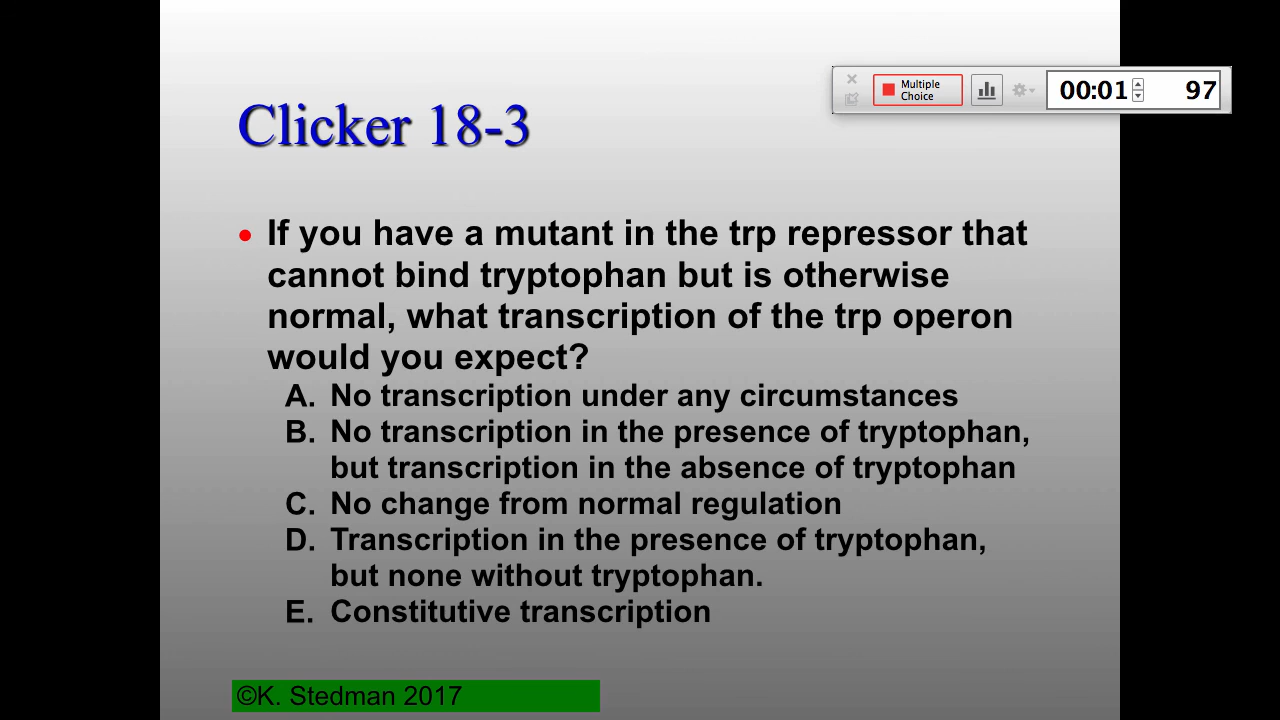 Multiple
Choice
00:01
97
Clicker 18-3
• If you have a mutant in the trp repressor that
cannot bind tryptophan but is otherwise
normal, what transcription of the trp operon
would you expect?
A. No transcription under any circumstances
B. No transcription in the presence of tryptophan,
but transcription in the absence of tryptophan
C. No change from normal regulation
D. Transcription in the presence of tryptophan,
but none without tryptophan.
E. Constitutive transcription
©K. Stedman 2017